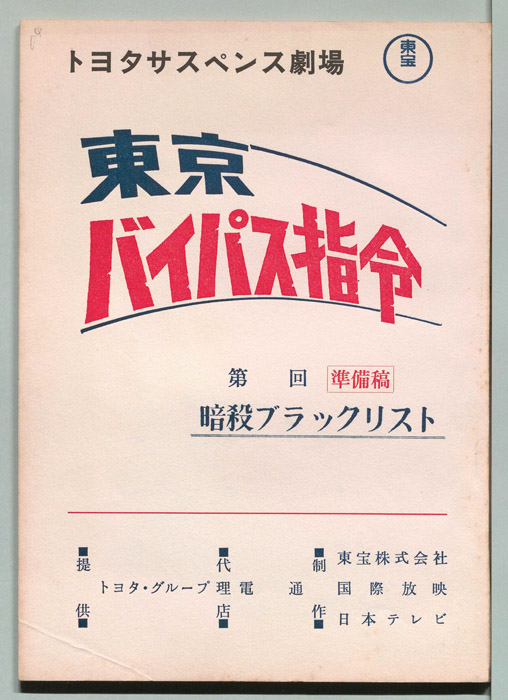 トヨタサスペンス劇場
東宝
東京
バイパス指令
第 回 準備稿
暗殺ブラックリスト
■提供■ トヨタ・グループ
■代理店■ 電通
■制作■ 東宝株式会社
国際放映
日本テレビ